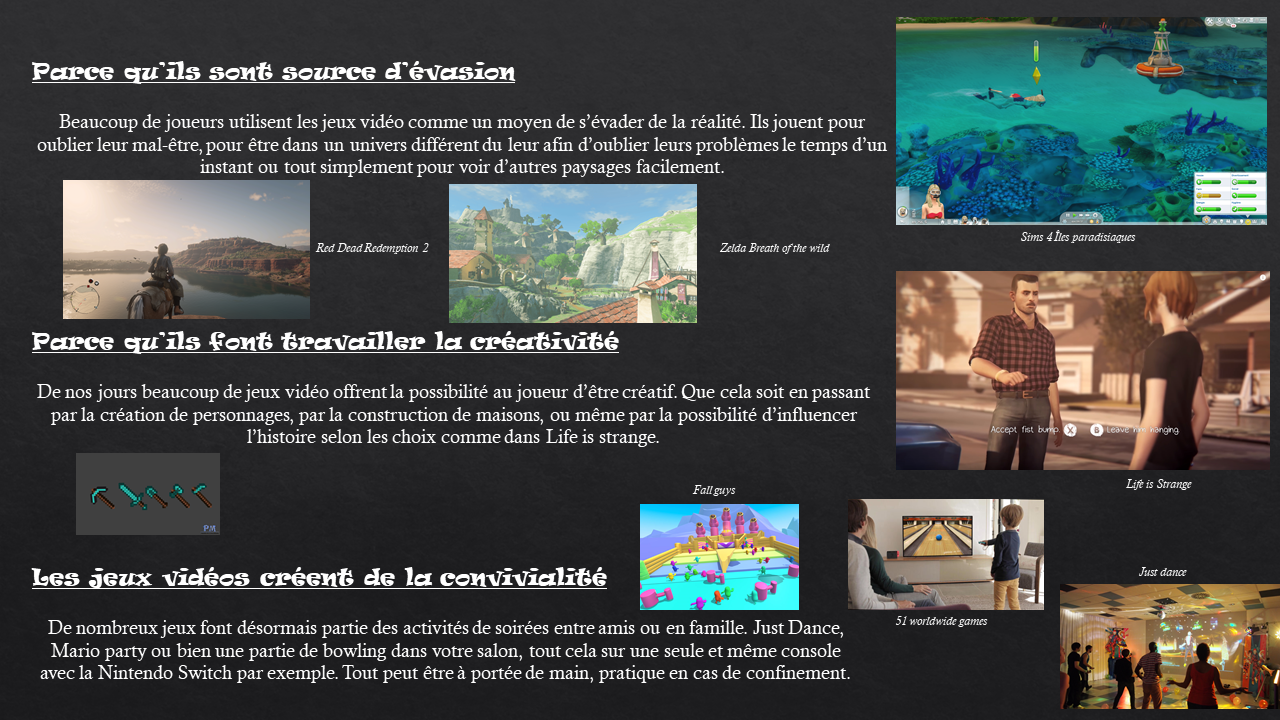 Parce qu'ils sont source d'évasion
Beaucoup de joueurs utilisent les jeux vidéo comme un moyen de s'évader de la réalité. Ils jouent pour
oublier leur mal-être, pour être dans un univers différent du leur afin d'oublier leurs problèmes le temps d'un
instant ou tout simplement pour voir d'autres paysages facilement.
Red Dead Redemption 2
Zelda Breath of the wild
Sims 4 Îles paradisiaques
Parce qu'ils font travailler la créativité
De nos jours beaucoup de jeux vidéo offrent la possibilité au joueur d'être créatif. Que cela soit en passant
par la création de personnages, par la construction de maisons, ou même par la possibilité d'influencer
l'histoire selon les choix comme dans Life is strange.
Accept fist bump. X B Leave him hanging.
Life is Strange
PM
Fall guys
51 worldwide games
Just dance
Les jeux vidéos créent de la convivialité
De nombreux jeux font désormais partie des activités de soirées entre amis ou en famille. Just Dance,
Mario party ou bien une partie de bowling dans votre salon, tout cela sur une seule et même console
avec la Nintendo Switch par exemple. Tout peut être à portée de main, pratique en cas de confinement.